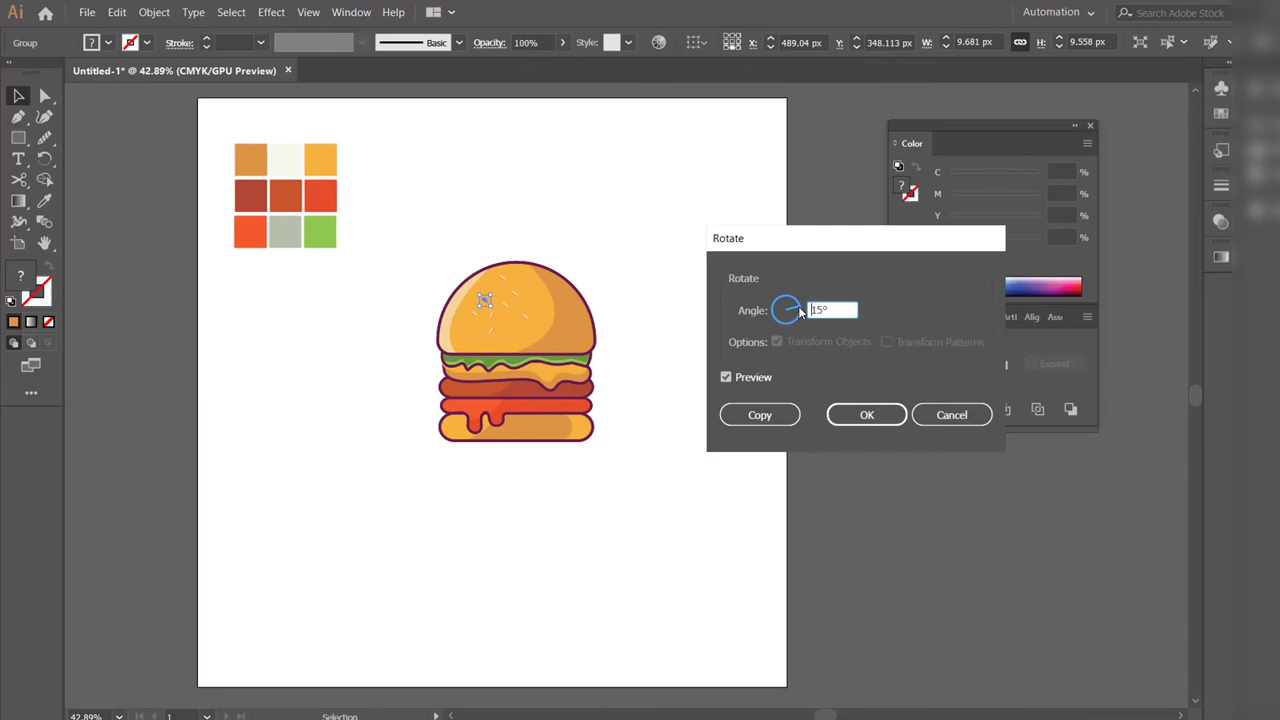 Ai File Edit Object Type Select Effect View Window Help Automation Search Adobe Stock
Group ? Stroke: Basic Opacity: 100% Style: X: 489.04 px Y: 348.113 px W: 9.681 px H: 9.558 px
Untitled-1* @ 42.89% (CMYK/GPU Preview) ×
Color
C %
M %
Y %
%
?
Rotate
Rotate
Angle: 15°
Options: Transform Objects Transform Patterns
Preview
Copy OK Cancel
Alig Asse
Expand
?
42.89% 1 Selection